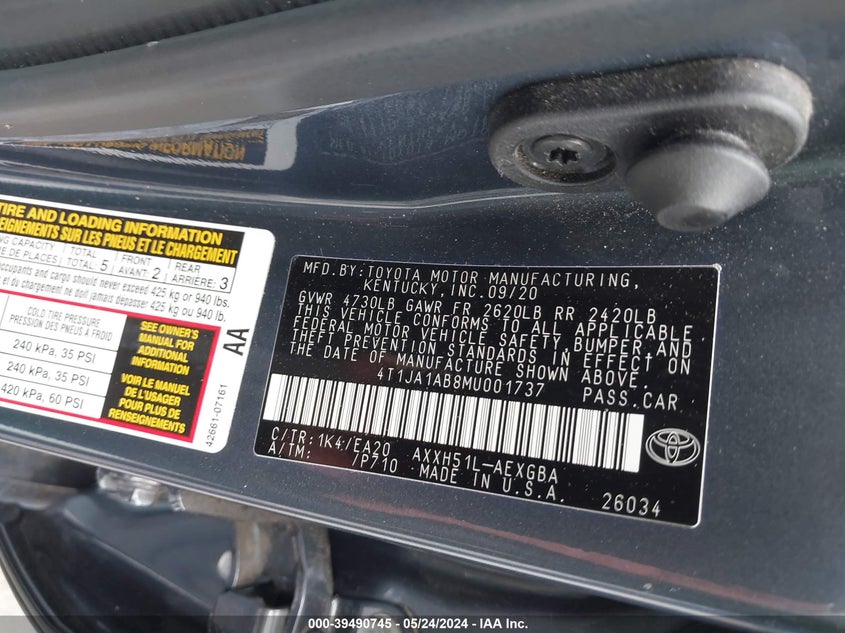 TIRE AND LOADING INFORMATION
RENSEIGNEMENTS SUR LES PNEUS ET LE CHARGEMENT
CAPACITY TOTAL FRONT REAR
DE PLACES: TOTAL: 5 AVANT: 2 ARRIÈRE: 3
occupants and cargo should never exceed 425 kg or 940 lbs.
et du chargement ne doit jamais dépasser 425 kg ou 940 lb.
COLD TIRE PRESSURE
PRESSION DES PNEUS À FROID
240 kPa, 35 PSI
240 kPa, 35 PSI
420 kPa, 60 PSI
SEE OWNER'S
MANUAL FOR
ADDITIONAL
INFORMATION
VOIR LE MANUEL
DE L'USAGER
POUR PLUS DE
RENSEIGNEMENTS
AA
42661-07161
MFD.BY:TOYOTA MOTOR MANUFACTURING,
KENTUCKY, INC.09/20
GVWR 4730LB GAWR FR 2620LB RR 2420LB
THIS VEHICLE CONFORMS TO ALL APPLICABLE
FEDERAL MOTOR VEHICLE SAFETY, BUMPER,AND
THEFT PREVENTION STANDARDS IN EFFECT ON
THE DATE OF MANUFACTURE SHOWN ABOVE.
4T1JA1AB8MU001737 PASS.CAR
C/TR:1K4/EA20 AXXH51L-AEXGBA
A/TM: /P710 MADE IN U.S.A.
26034
TOYOTA
000-39490745 - 05/24/2024 - IAA Inc.